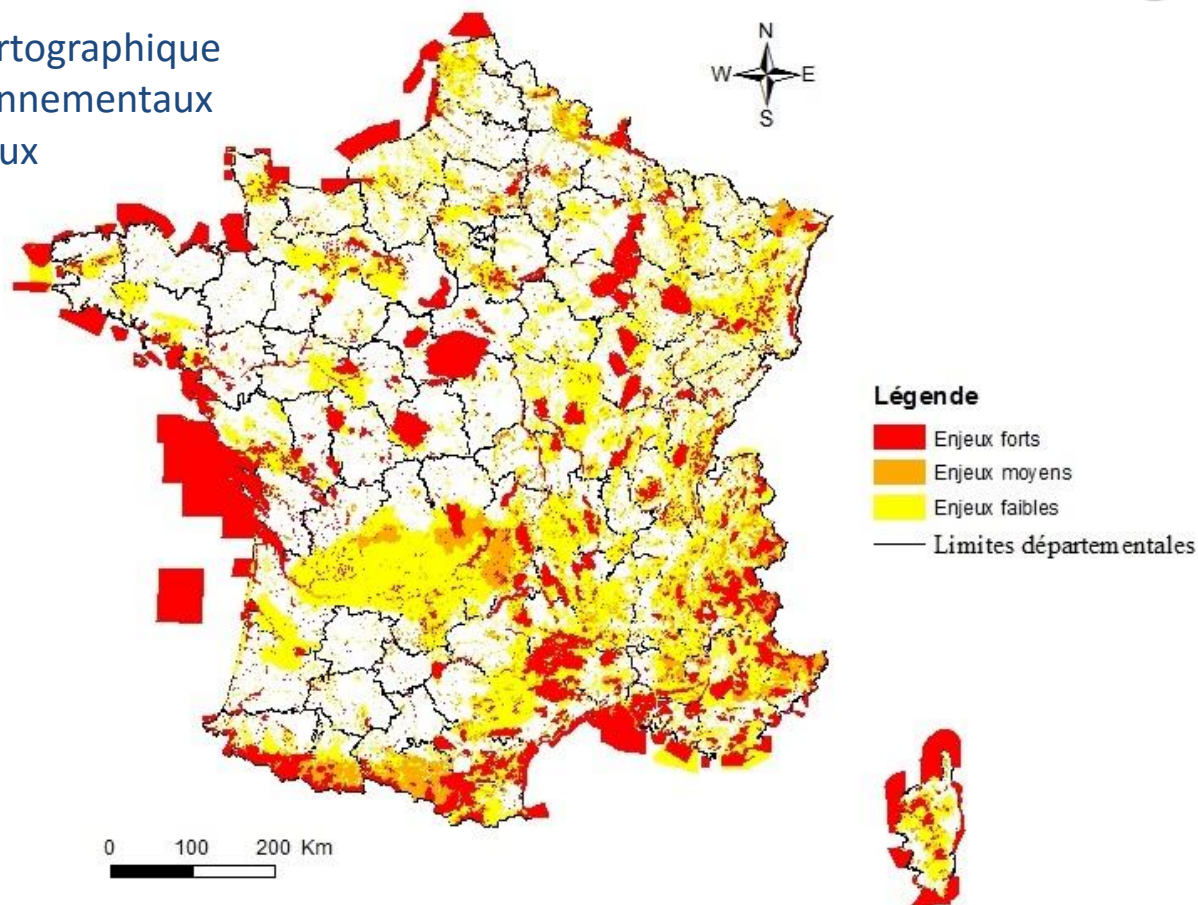 rtographique
nnementaux
ux
N
W
E
S
Légende
Enjeux forts
Enjeux moyens
Enjeux faibles
Limites départementales
0 100 200 Km